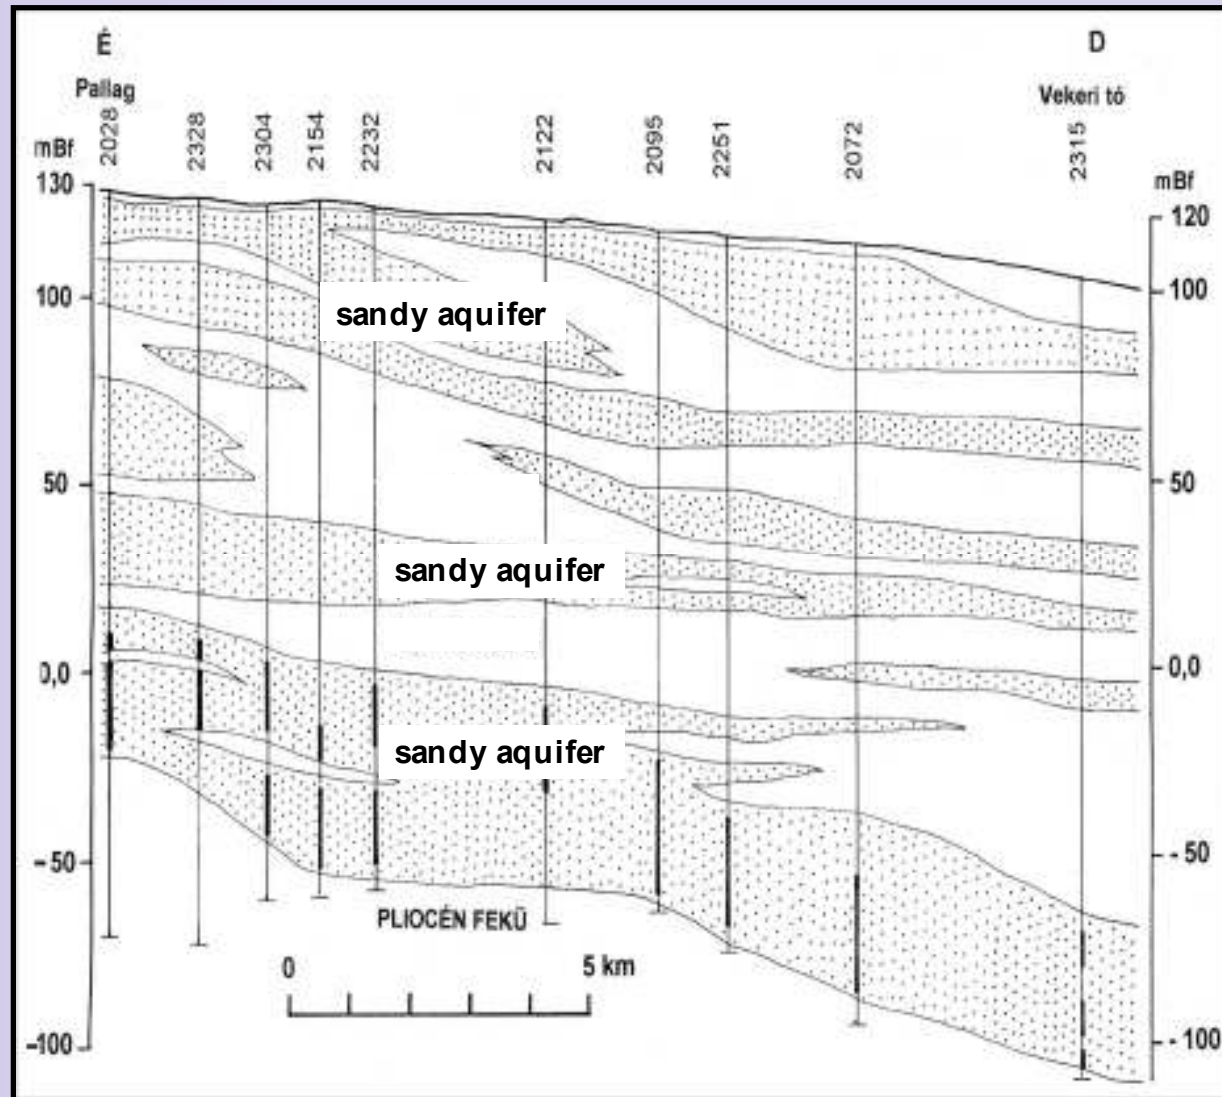 É
D
Pallag
Vekeri tó
2028
2328
2304
2154
2232
2122
2095
2251
2072
2315
mBf
mBf
130
120
100
100
sandy aquifer
50
50
sandy aquifer
0,0
0,0
sandy aquifer
-50
-50
PLIOCÉN FEKÜ
0
5 km
-100
-100